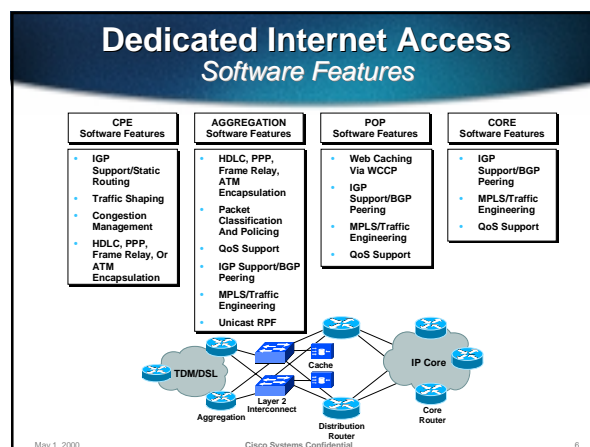 Dedicated Internet Access
Software Features
CPE
Software Features
• IGP
Support/Static
Routing
• Traffic Shaping
• Congestion
Management
• HDLC, PPP,
Frame Relay, Or
ATM
Encapsulation
AGGREGATION
Software Features
• HDLC, PPP,
Frame Relay,
ATM
Encapsulation
• Packet
Classification
And Policing
• QoS Support
• IGP Support/BGP
Peering
• MPLS/Traffic
Engineering
• Unicast RPF
POP
Software Features
• Web Caching
Via WCCP
• IGP
Support/BGP
Peering
• MPLS/Traffic
Engineering
• QoS Support
CORE
Software Features
• IGP
Support/BGP
Peering
• MPLS/Traffic
Engineering
• QoS Support
TDM/DSL
Aggregation
Layer 2
Interconnect
Cache
Distribution
Router
IP Core
Core
Router
May 1, 2000
Cisco Systems Confidential
6